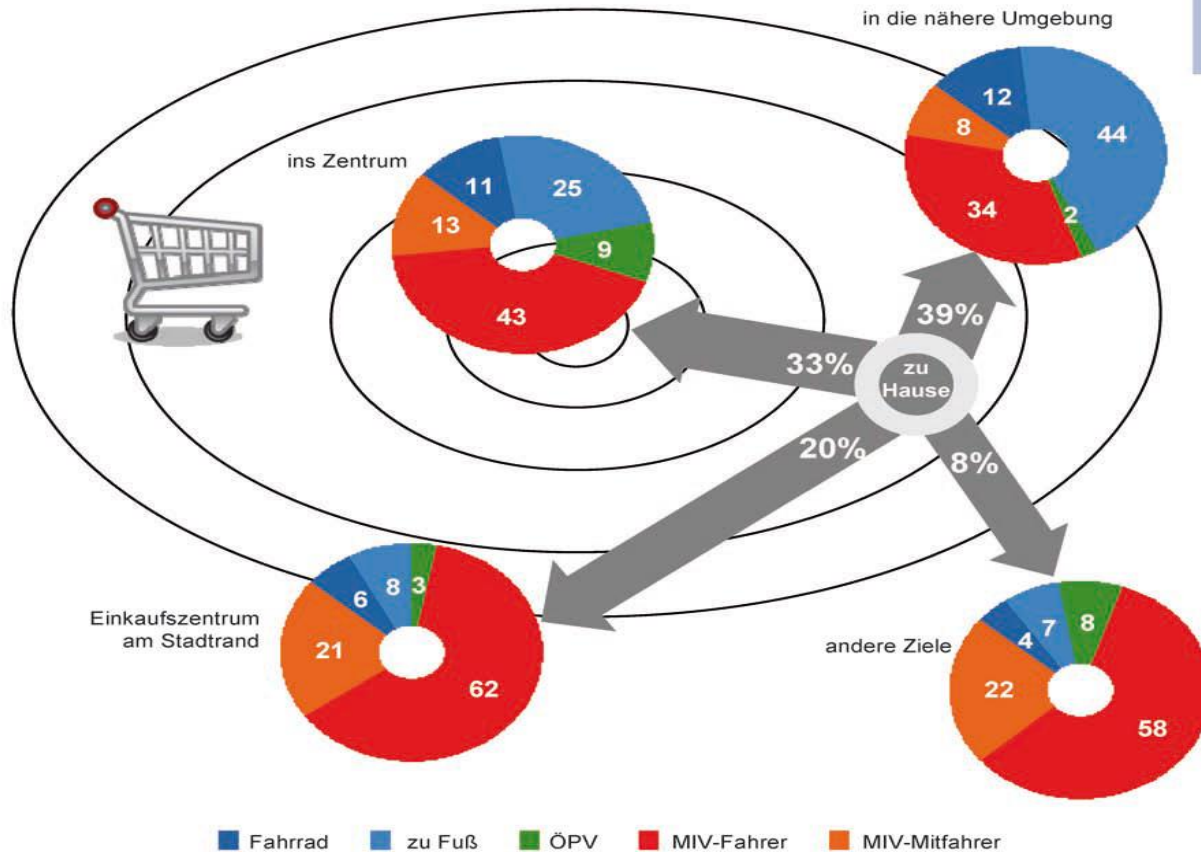 in die nähere Umgebung
12
8
44
34
2
ins Zentrum
11
25
13
9
43
39%
33%
zu
Hause
20%
8%
Einkaufszentrum
am Stadtrand
6
8
3
21
62
andere Ziele
4
7
8
22
58
Fahrrad
zu Fuß
ÖPV
MIV-Fahrer
MIV-Mitfahrer